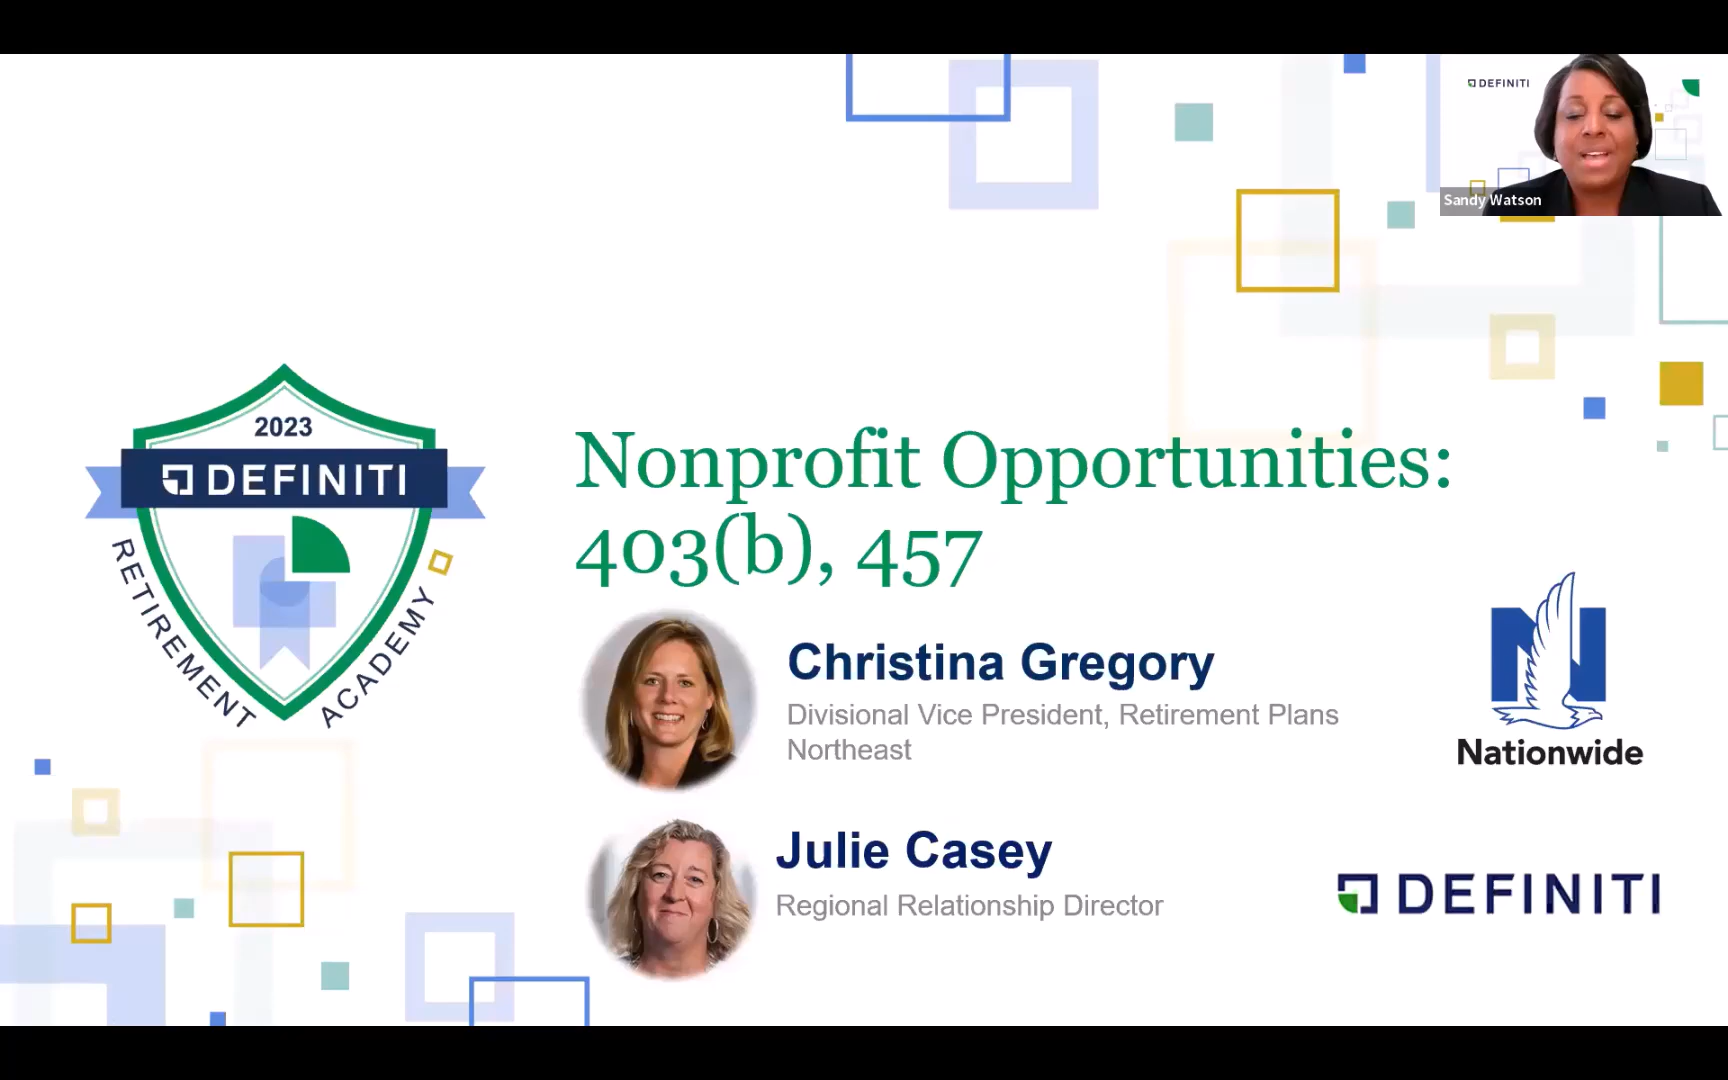 DEFINITI
Sandy Watson
2023
DEFINITI
RETIREMENT ACADEMY
Nonprofit Opportunities:
403(b), 457
Christina Gregory
Divisional Vice President, Retirement Plans
Northeast
Nationwide
Julie Casey
Regional Relationship Director
DEFINITI